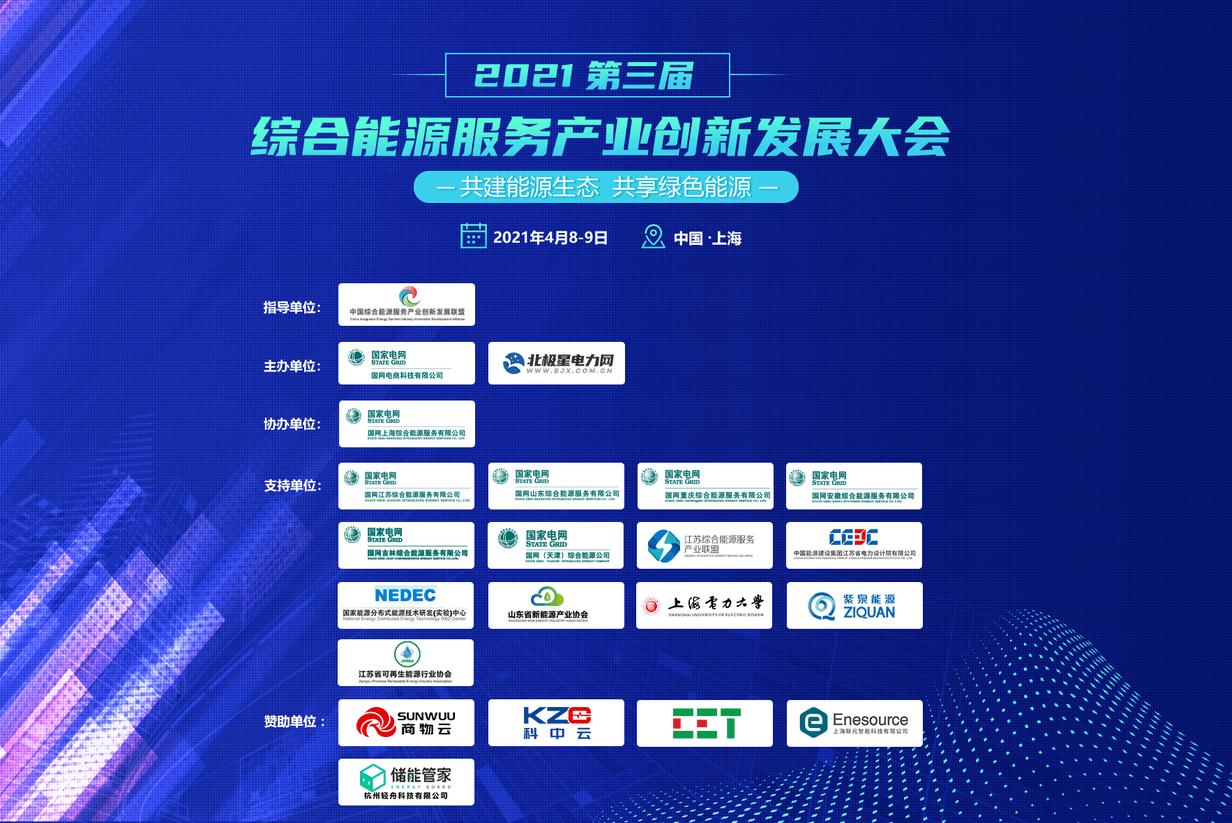 2021 第三届
综合能源服务产业创新发展大会
— 共建能源生态 共享绿色能源 —
2021年4月8-9日 中国·上海
指导单位：
中国综合能源服务产业创新发展联盟
主办单位：
国家电网
STATE GRID
国网电商科技有限公司
北极星电力网
WWW.BJX.COM.CN
协办单位：
国家电网
STATE GRID
国网上海综合能源服务有限公司
支持单位：
国家电网
STATE GRID
国网江苏综合能源服务有限公司
国家电网
STATE GRID
国网山东综合能源服务有限公司
国家电网
STATE GRID
国网重庆综合能源服务有限公司
国家电网
STATE GRID
国网安徽综合能源服务有限公司
国家电网
STATE GRID
国网吉林综合能源服务有限公司
国家电网
STATE GRID
国网（天津）综合能源公司
江苏综合能源服务
产业联盟
CEEC
中国能源建设集团江苏省电力设计院有限公司
NEDEC
国家能源分布式能源技术研发(实验)中心
National Energy Distributed Energy Technology R&D Center
山东省新能源产业协会
SHANDONG NEW ENERGY INDUSTRY ASSOCIATION
上海电力大学
SHANGHAI UNIVERSITY OF ELECTRIC POWER
紫泉能源
ZIQUAN
江苏省可再生能源行业协会
Jiangsu Province Renewable Energy Industry Association
赞助单位：
SUNWUU
商物云
KZC
科中云
CET
Enesource
上海联元智能科技有限公司
储能管家
ENERGY GUARD
杭州轻舟科技有限公司